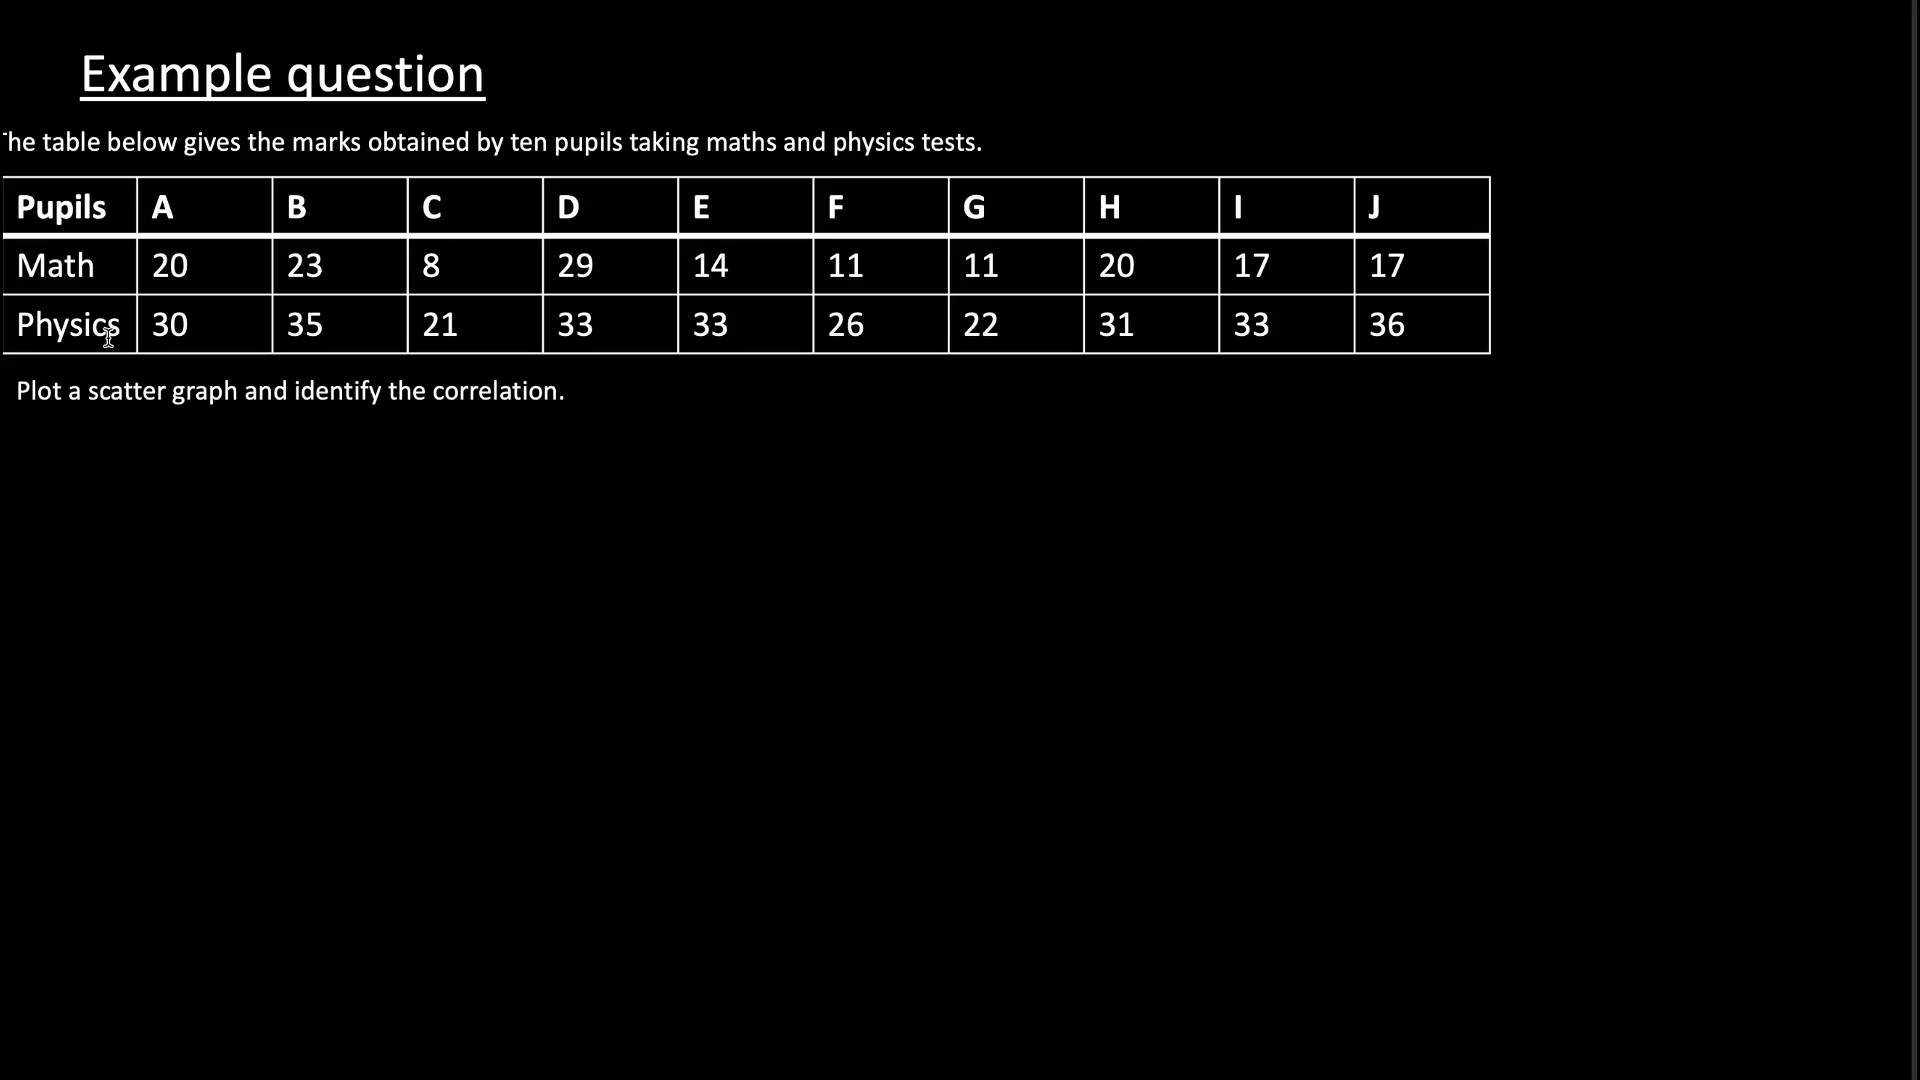 Example question
he table below gives the marks obtained by ten pupils taking maths and physics tests.
Pupils A B C D E F G H I J
Math 20 23 8 29 14 11 11 20 17 17
Physics 30 35 21 33 33 26 22 31 33 36
Plot a scatter graph and identify the correlation.